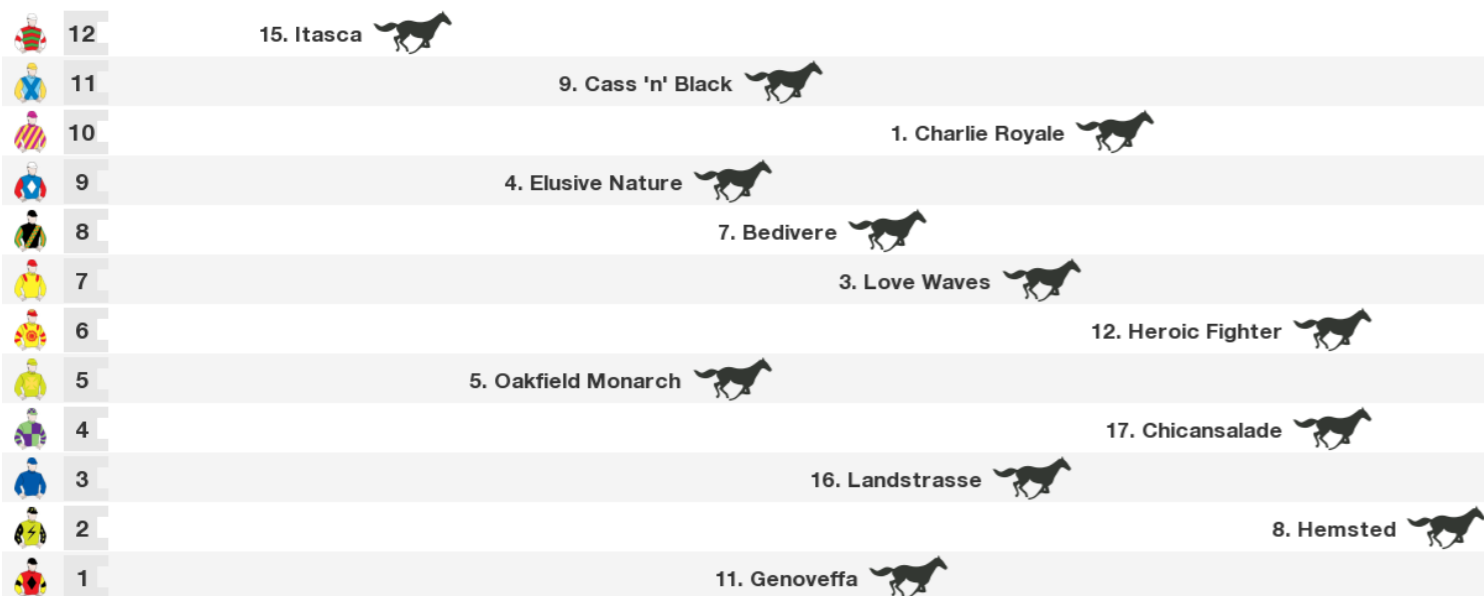 12 15. Itasca
11 9. Cass 'n' Black
10 1. Charlie Royale
9 4. Elusive Nature
8 7. Bedivere
7 3. Love Waves
6 12. Heroic Fighter
5 5. Oakfield Monarch
4 17. Chicansalade
3 16. Landstrasse
2 8. Hemsted
1 11. Genoveffa